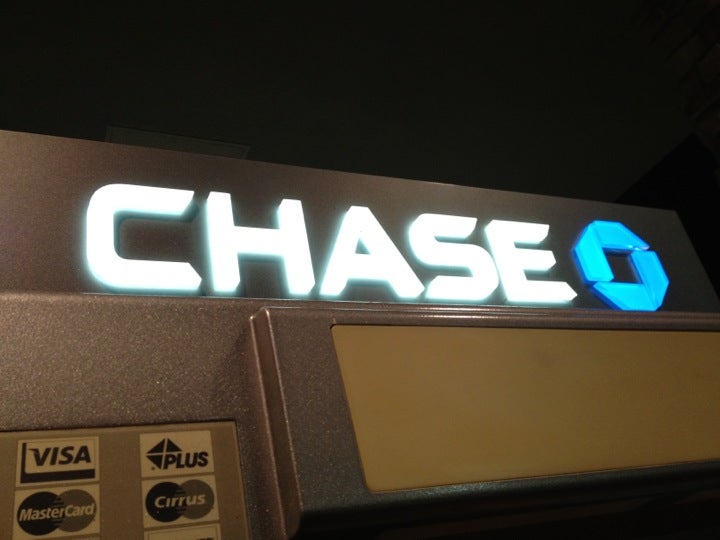 CHASE
VISA
PLUS
MasterCard
Cirrus